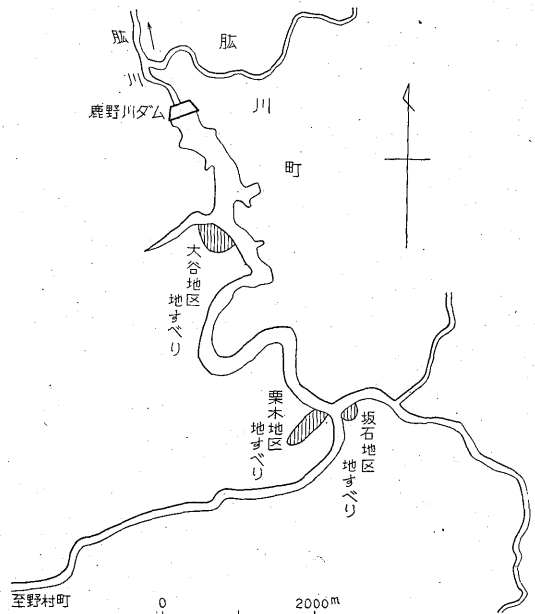 肱川
肱川町
鹿野川ダム
大谷地区
地すべり
栗木地区
地すべり
坂石地区
地すべり
至野村町
0 2000m